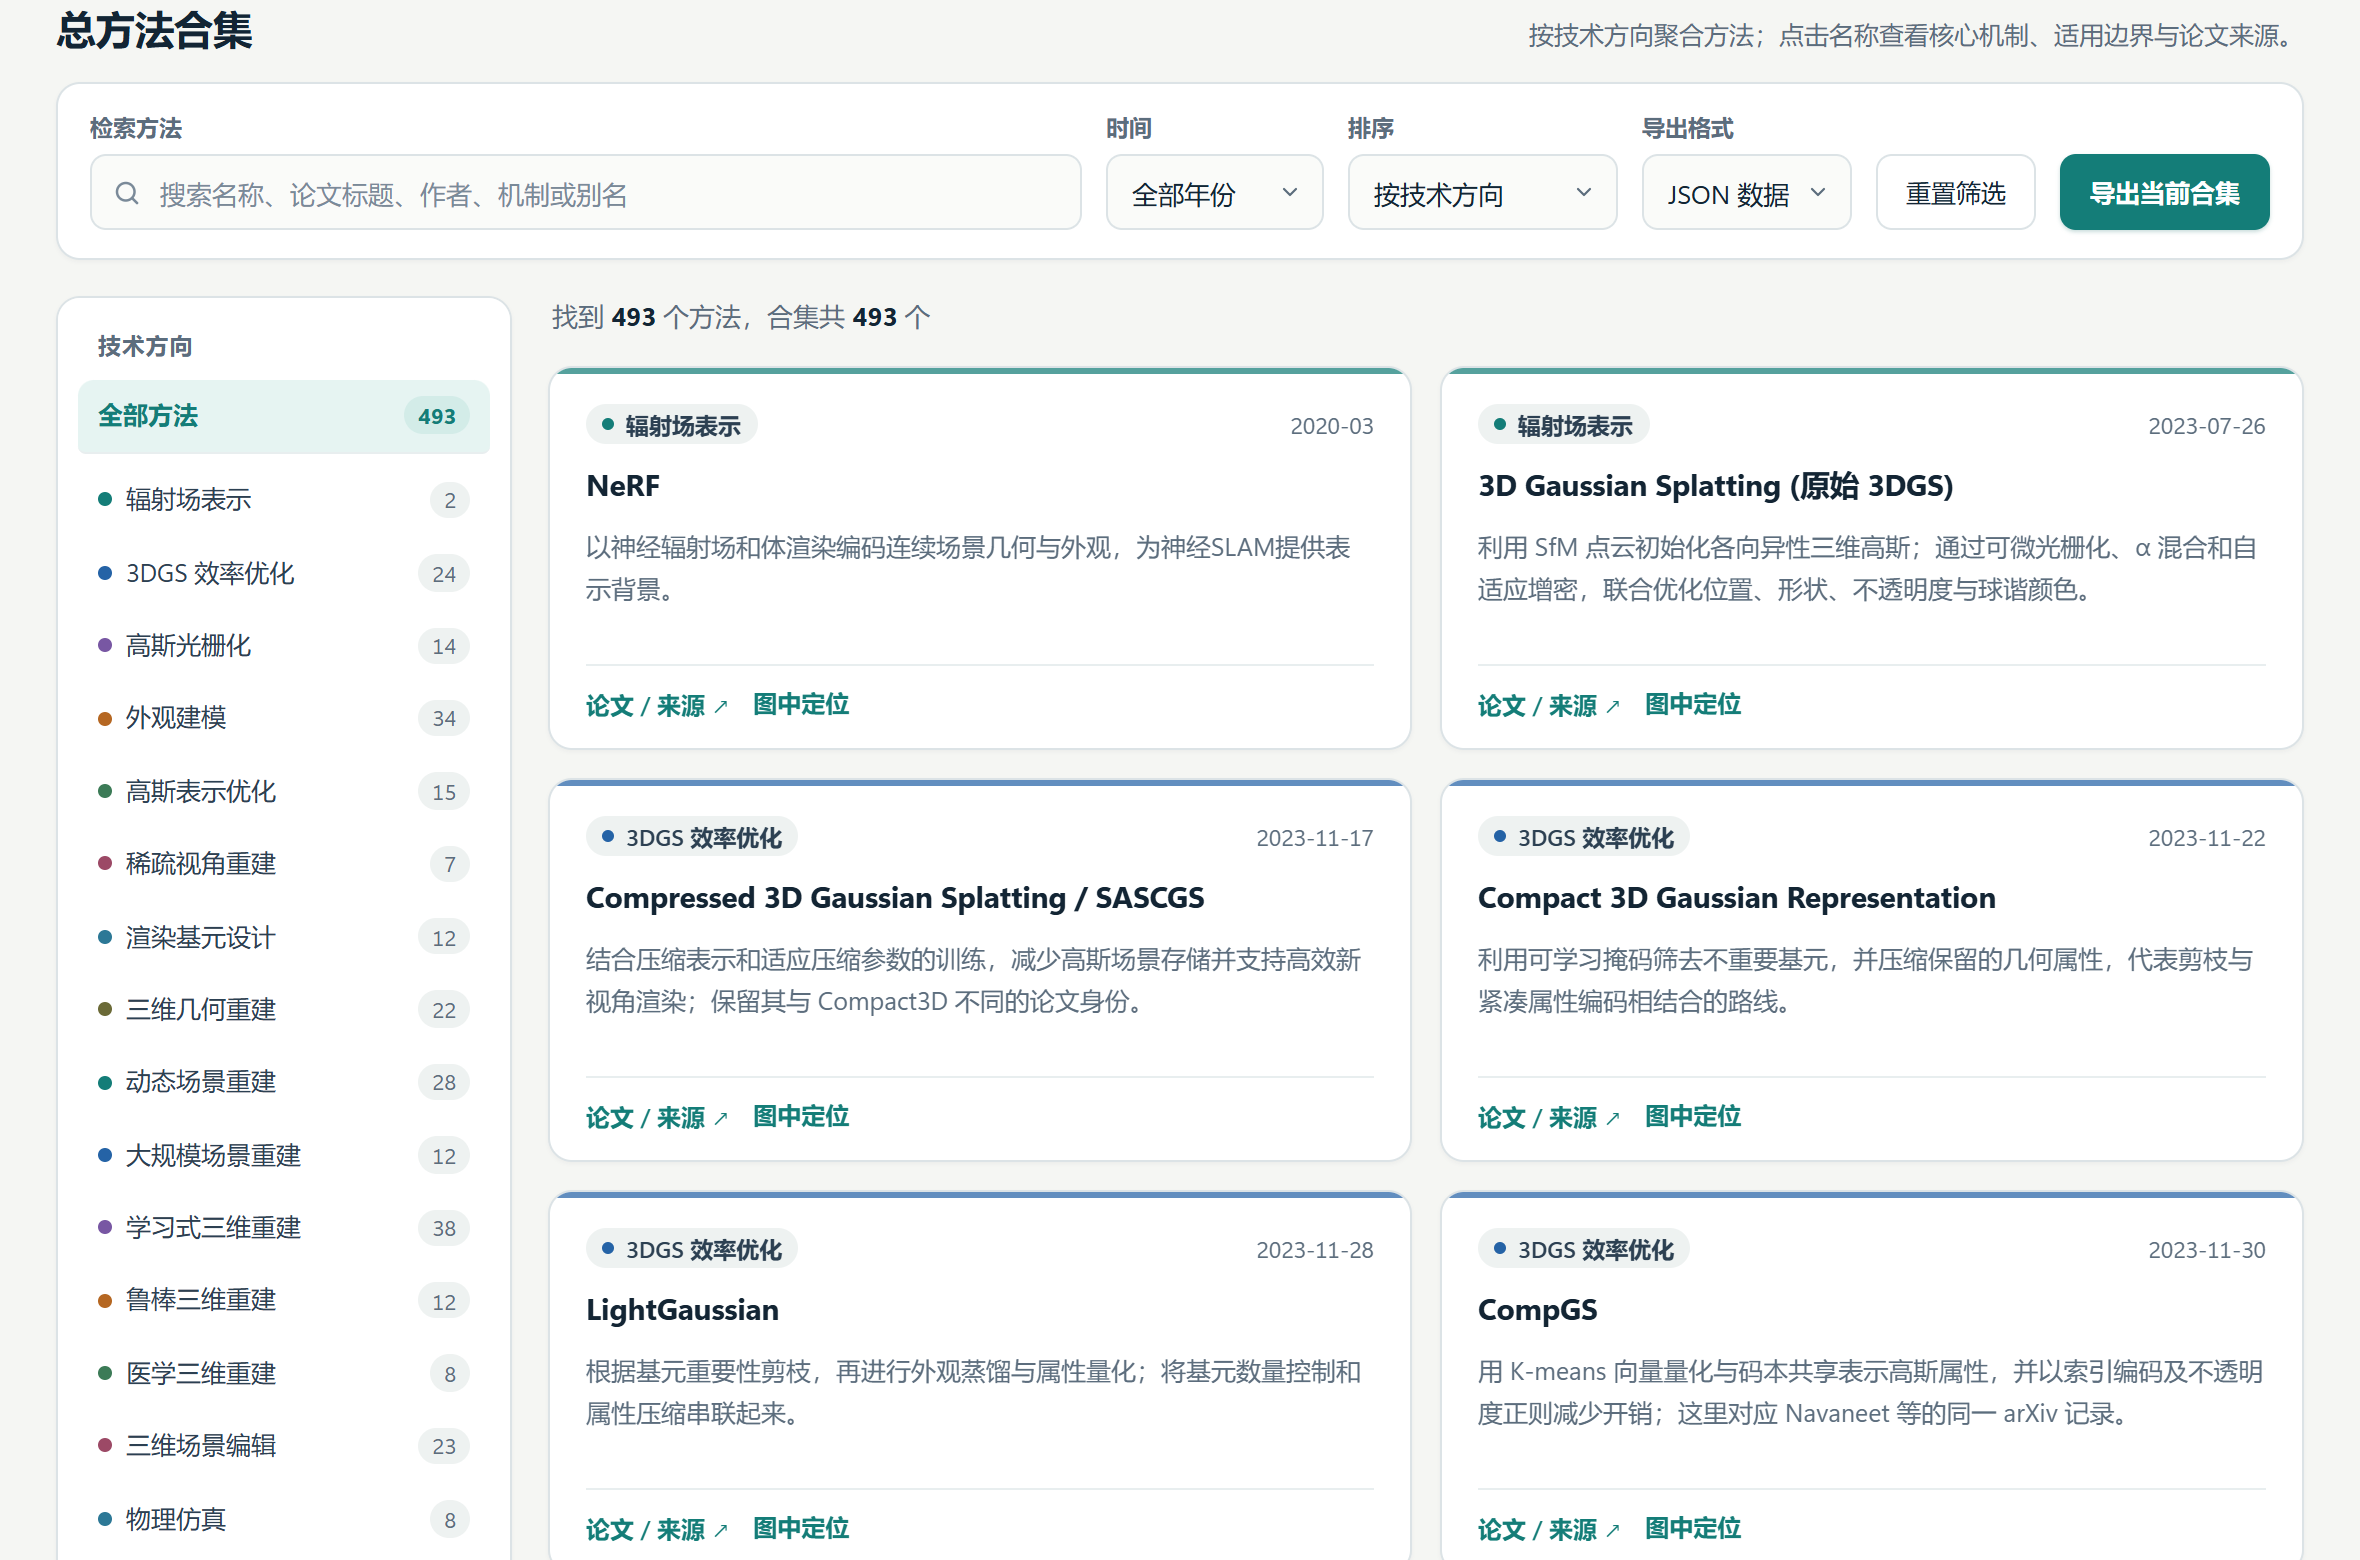 总方法合集
按技术方向聚合方法；点击名称查看核心机制、适用边界与论文来源。
检索方法
时间
排序
导出格式
搜索名称、论文标题、作者、机制或别名
全部年份
按技术方向
JSON 数据
重置筛选
导出当前合集
技术方向
全部方法 493
辐射场表示 2
3DGS 效率优化 24
高斯光栅化 14
外观建模 34
高斯表示优化 15
稀疏视角重建 7
渲染基元设计 12
三维几何重建 22
动态场景重建 28
大规模场景重建 12
学习式三维重建 38
鲁棒三维重建 12
医学三维重建 8
三维场景编辑 23
物理仿真 8
找到 493 个方法，合集共 493 个
辐射场表示 2020-03
NeRF
以神经辐射场和体渲染编码连续场景几何与外观，为神经SLAM提供表
示背景。
论文 / 来源 ↗ 图中定位
辐射场表示 2023-07-26
3D Gaussian Splatting (原始 3DGS)
利用 SfM 点云初始化各向异性三维高斯；通过可微光栅化、α 混合和自
适应增密，联合优化位置、形状、不透明度与球谐颜色。
论文 / 来源 ↗ 图中定位
3DGS 效率优化 2023-11-17
Compressed 3D Gaussian Splatting / SASCGS
结合压缩表示和适应压缩参数的训练，减少高斯场景存储并支持高效新
视角渲染；保留其与 Compact3D 不同的论文身份。
论文 / 来源 ↗ 图中定位
3DGS 效率优化 2023-11-22
Compact 3D Gaussian Representation
利用可学习掩码筛去不重要基元，并压缩保留的几何属性，代表剪枝与
紧凑属性编码相结合的路线。
论文 / 来源 ↗ 图中定位
3DGS 效率优化 2023-11-28
LightGaussian
根据基元重要性剪枝，再进行外观蒸馏与属性量化；将基元数量控制和
属性压缩串联起来。
论文 / 来源 ↗ 图中定位
3DGS 效率优化 2023-11-30
CompGS
用 K-means 向量量化与码本共享表示高斯属性，并以索引编码及不透明
度正则减少开销；这里对应 Navaneet 等的同一 arXiv 记录。
论文 / 来源 ↗ 图中定位